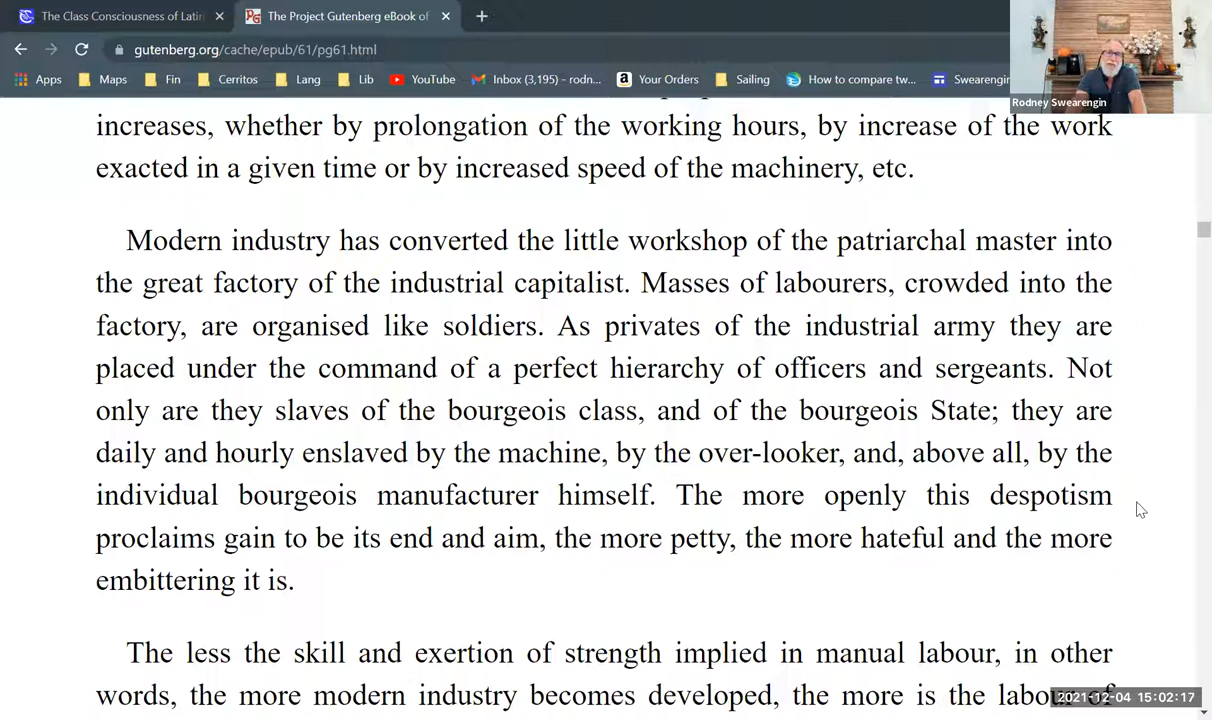 The Class Consciousness of Latin
The Project Gutenberg eBook of
gutenberg.org/cache/epub/61/pg61.html
Apps Maps Fin Cerritos Lang Lib YouTube Inbox (3,195) – rodn... Your Orders Sailing How to compare tw... Swearengin
Rodney Swearengin
increases, whether by prolongation of the working hours, by increase of the work
exacted in a given time or by increased speed of the machinery, etc.
Modern industry has converted the little workshop of the patriarchal master into
the great factory of the industrial capitalist. Masses of labourers, crowded into the
factory, are organised like soldiers. As privates of the industrial army they are
placed under the command of a perfect hierarchy of officers and sergeants. Not
only are they slaves of the bourgeois class, and of the bourgeois State; they are
daily and hourly enslaved by the machine, by the over-looker, and, above all, by the
individual bourgeois manufacturer himself. The more openly this despotism
proclaims gain to be its end and aim, the more petty, the more hateful and the more
embittering it is.
The less the skill and exertion of strength implied in manual labour, in other
words, the more modern industry becomes developed, the more is the labour of
2021-12-04 15:02:17